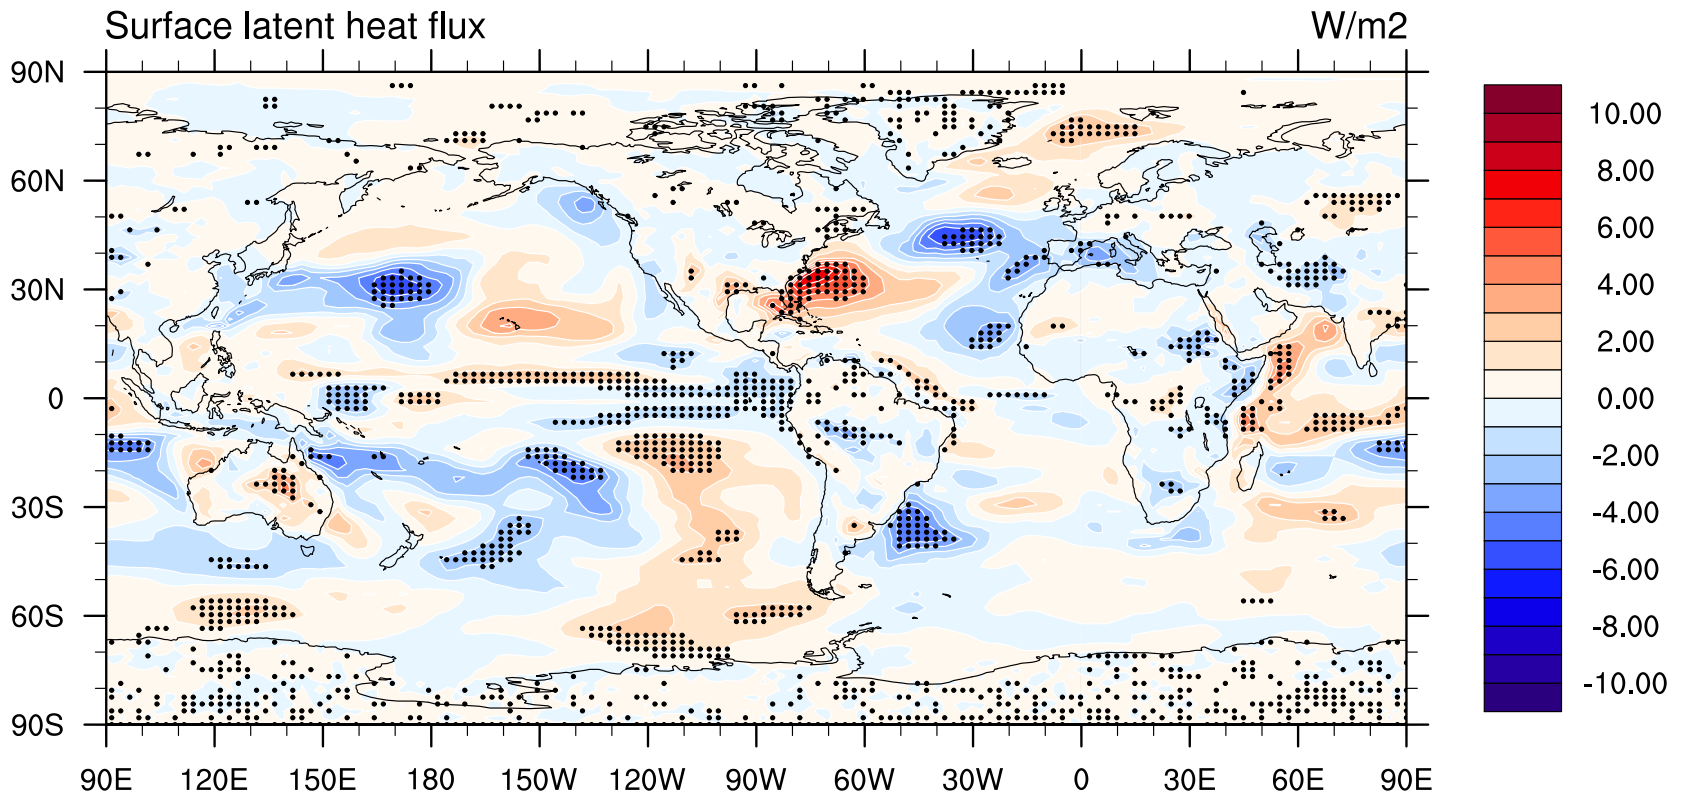 Surface latent heat flux W/m2
90N
60N
30N
0
30S
60S
90S
90E 120E 150E 180 150W 120W 90W 60W 30W 0 30E 60E 90E
10.00
8.00
6.00
4.00
2.00
0.00
-2.00
-4.00
-6.00
-8.00
-10.00